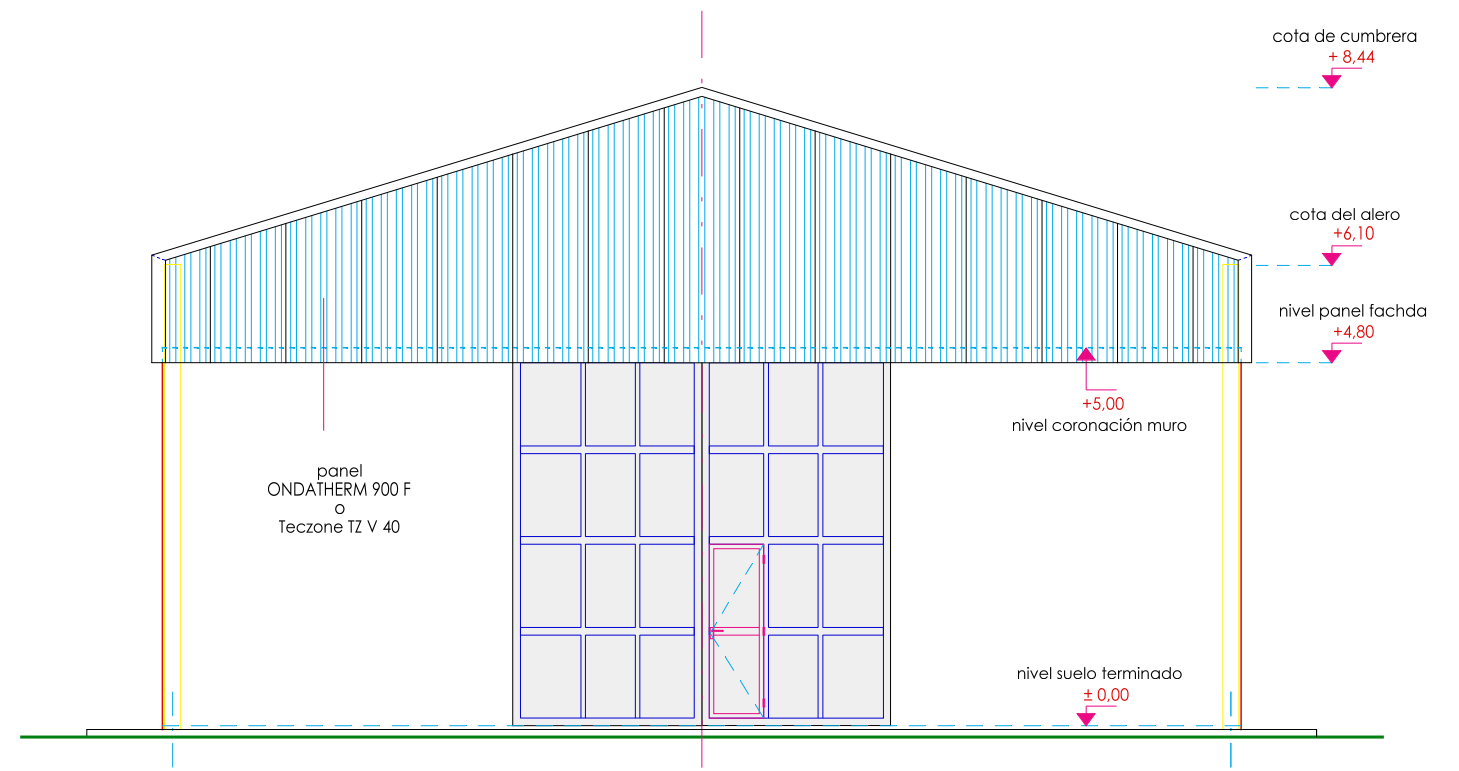 cota de cumbrera
+ 8,44
cota del alero
+6,10
nivel panel fachda
+4,80
+5,00
nivel coronación muro
panel
ONDATHERM 900 F
o
Teczone TZ V 40
nivel suelo terminado
± 0,00